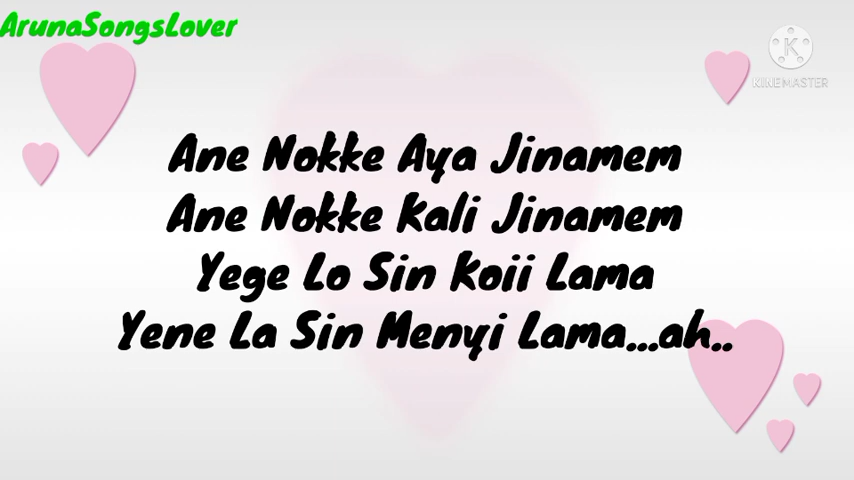 ArunaSongsLover
K
KINEMASTER
Ane Nokke Aya Jinamem
Ane Nokke Kali Jinamem
Yege Lo Sin Koii Lama
Yene La Sin Menyi Lama...ah..